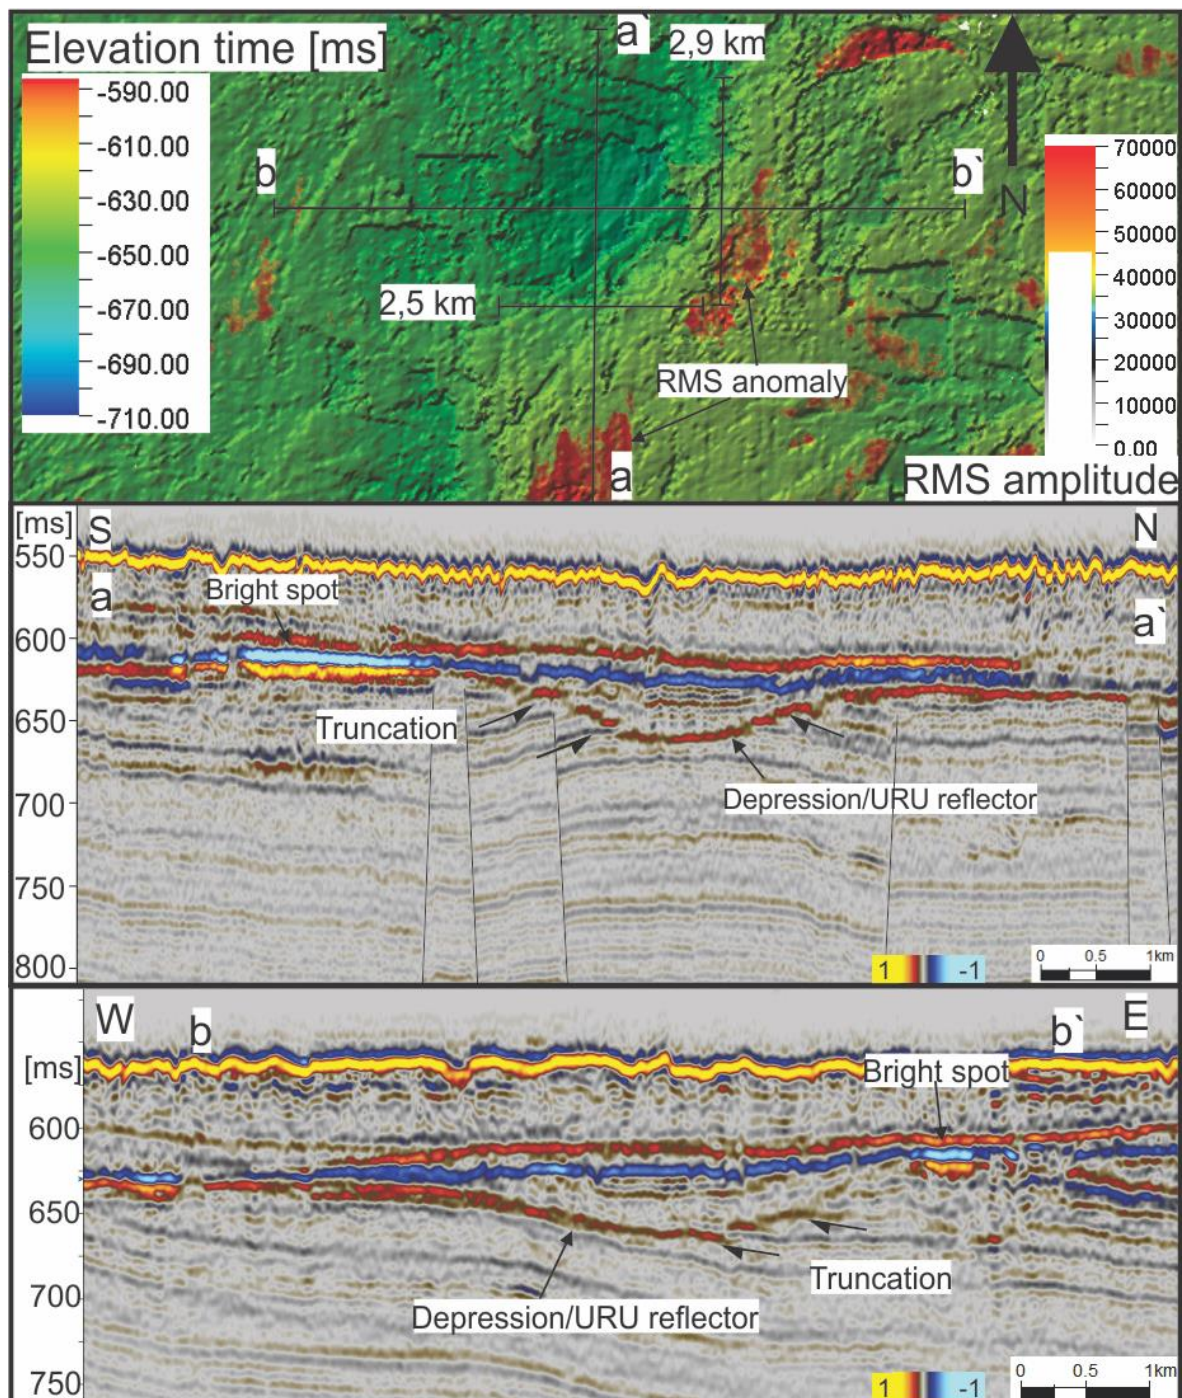 Elevation time [ms]
-590.00
-610.00
-630.00
-650.00
-670.00
-690.00
-710.00
a`
2,9 km
b
b`
N
2,5 km
RMS anomaly
a
70000
60000
50000
40000
30000
20000
10000
0.00
RMS amplitude
[ms]
S
N
550
a
Bright spot
a`
600
650
Truncation
Depression/URU reflector
700
750
800
1 -1
0 0.5 1km
W
b
b`
E
[ms]
Bright spot
600
650
Truncation
700
Depression/URU reflector
750
1 -1
0 0.5 1km